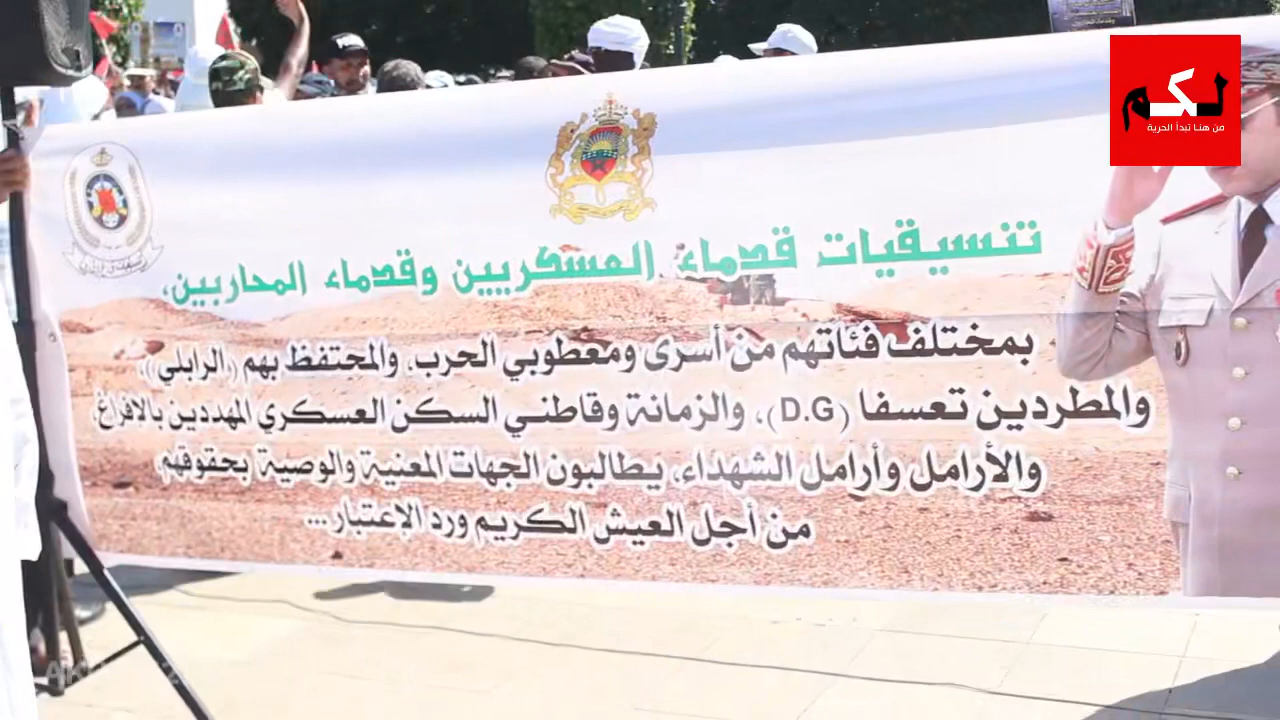 لكم
من هنا تبدأ الحرية
تنسيقيات قدماء العسكريين وقدماء المحاربين،
بمختلف فئاتهم من أسرى ومعطوبي الحرب، والمحتفظ بهم ((الرابلي))،
والمطردين تعسفا (D.G)، والزمانة وقاطني السكن العسكري المهددين بالإفراغ،
والأرامل وأرامل الشهداء، يطالبون الجهات المعنية والوصية بحقوقهم،
من أجل العيش الكريم ورد الإعتبار...